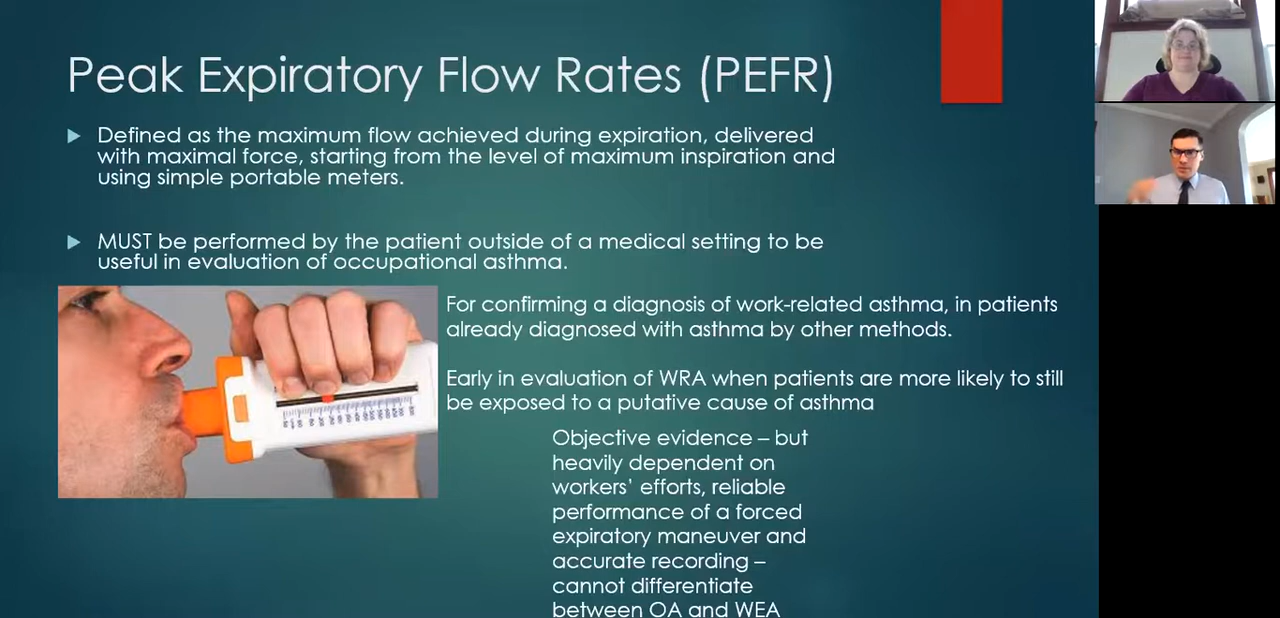 Peak Expiratory Flow Rates (PEFR)
Defined as the maximum flow achieved during expiration, delivered
with maximal force, starting from the level of maximum inspiration and
using simple portable meters.
MUST be performed by the patient outside of a medical setting to be
useful in evaluation of occupational asthma.
For confirming a diagnosis of work-related asthma, in patients
already diagnosed with asthma by other methods.
Early in evaluation of WRA when patients are more likely to still
be exposed to a putative cause of asthma
Objective evidence – but
heavily dependent on
workers' efforts, reliable
performance of a forced
expiratory maneuver and
accurate recording –
cannot differentiate
between OA and WEA